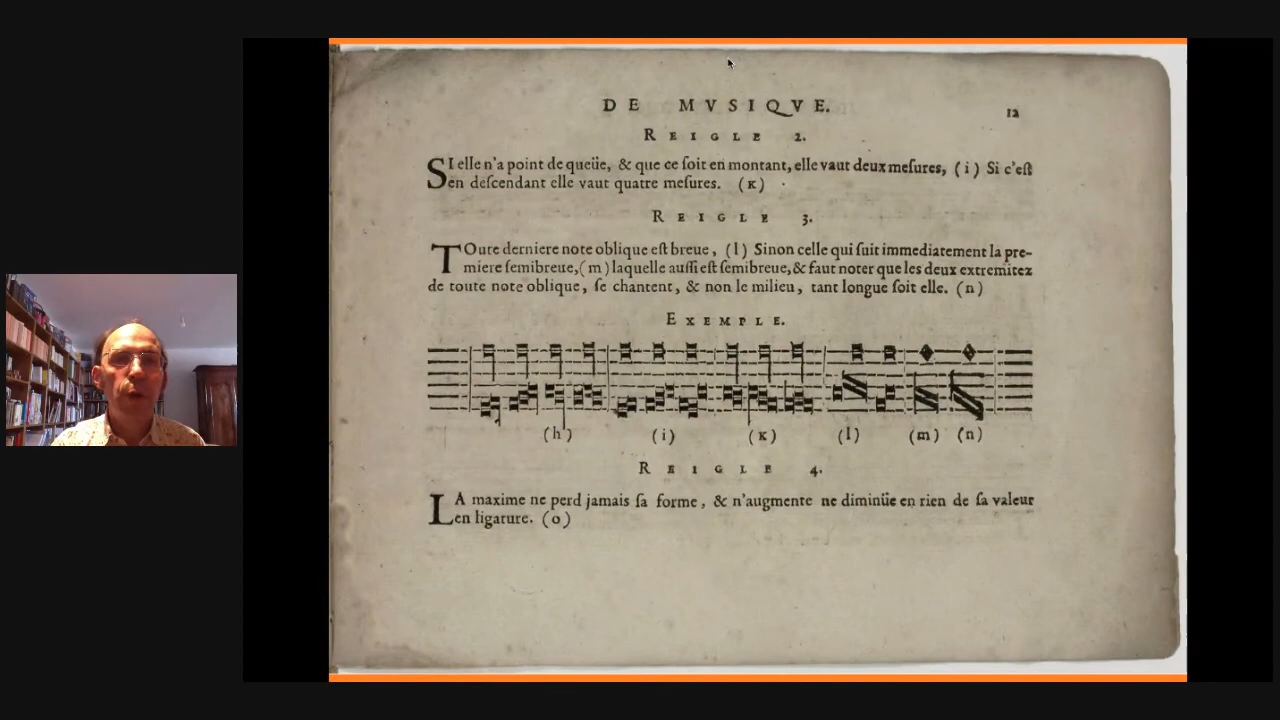 DE MVSIQVE.
12
REIGLE 2.
SI elle n'a point de queüe, & que ce ſoit en montant, elle vaut deux meſures, (i) Si c'eſt
en deſcendant elle vaut quatre meſures. (K)
REIGLE 3.
TOute derniere note oblique eſt breue, (l) Sinon celle qui ſuit immediatement la pre-
miere ſemibreue, (m) laquelle auſſi eſt ſemibreue, & faut noter que les deux extremitez
de toute note oblique, ſe chantent, & non le milieu, tant longue ſoit elle. (n)
EXEMPLE.
(h) (i) (K) (l) (m) (n)
REIGLE 4.
LA maxime ne perd jamais ſa forme, & n'augmente ne diminüe en rien de ſa valeur
en ligature. (o)